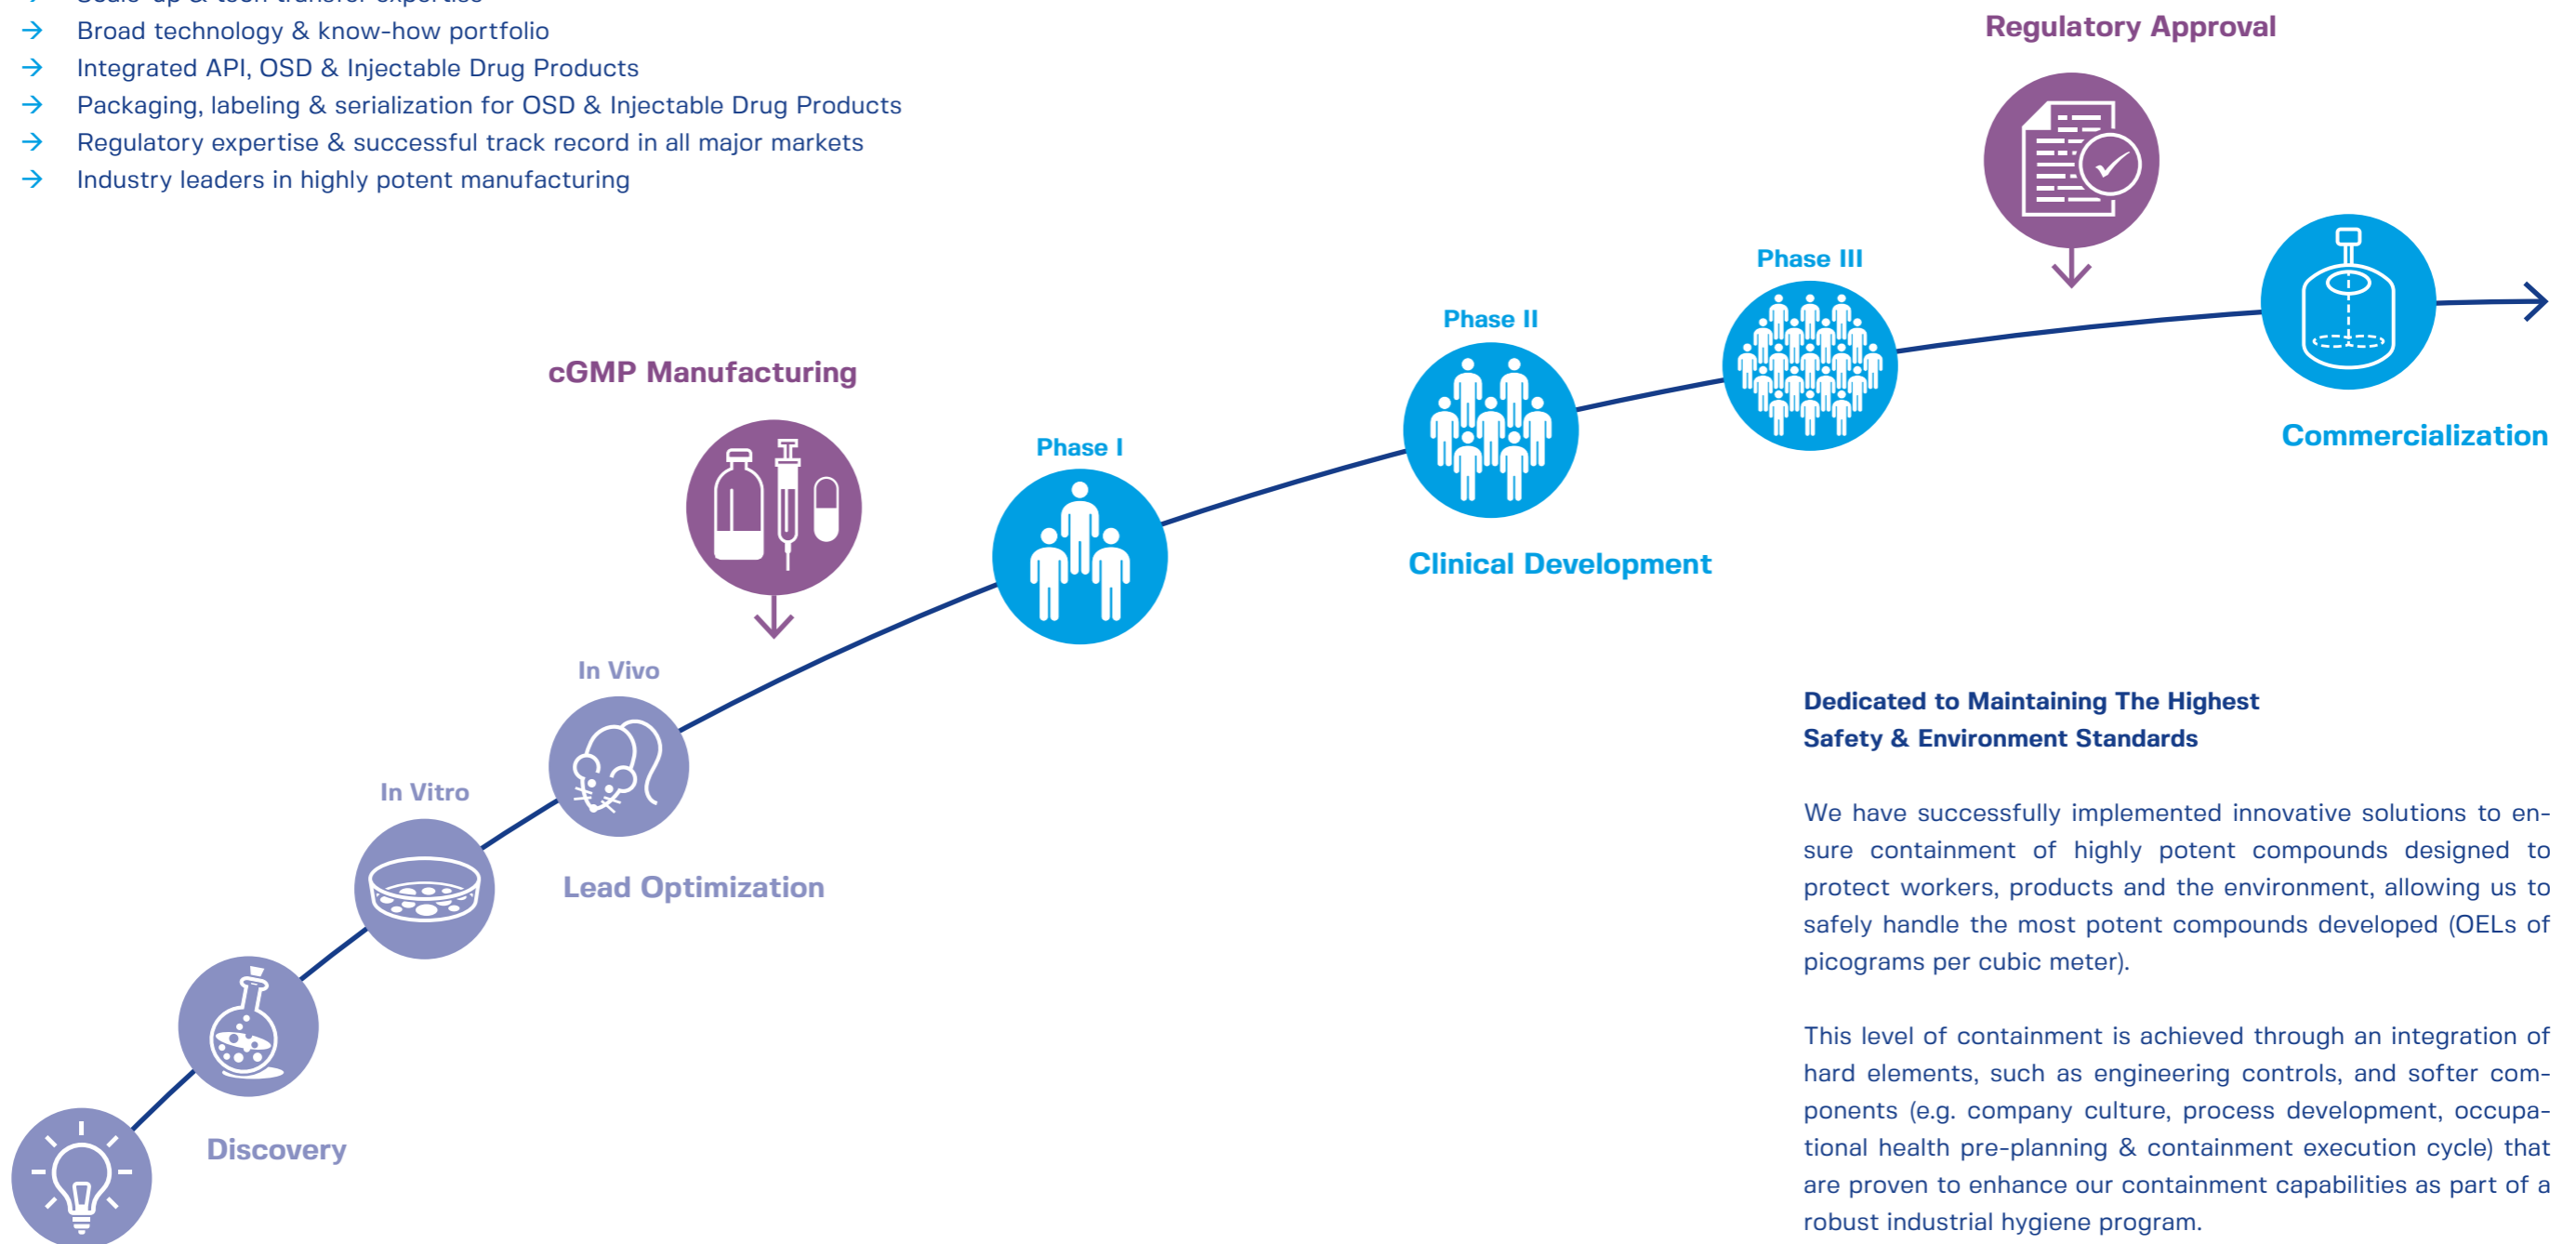 Scale-up & tech transfer expertise
Broad technology & know-how portfolio
Integrated API, OSD & Injectable Drug Products
Packaging, labeling & serialization for OSD & Injectable Drug Products
Regulatory expertise & successful track record in all major markets
Industry leaders in highly potent manufacturing
Regulatory Approval
Phase III
Phase II
cGMP Manufacturing
Commercialization
Phase I
Clinical Development
In Vivo
In Vitro
Lead Optimization
Discovery
Dedicated to Maintaining The Highest
Safety & Environment Standards
We have successfully implemented innovative solutions to en-
sure containment of highly potent compounds designed to
protect workers, products and the environment, allowing us to
safely handle the most potent compounds developed (OELs of
picograms per cubic meter).
This level of containment is achieved through an integration of
hard elements, such as engineering controls, and softer com-
ponents (e.g. company culture, process development, occupa-
tional health pre-planning & containment execution cycle) that
are proven to enhance our containment capabilities as part of a
robust industrial hygiene program.